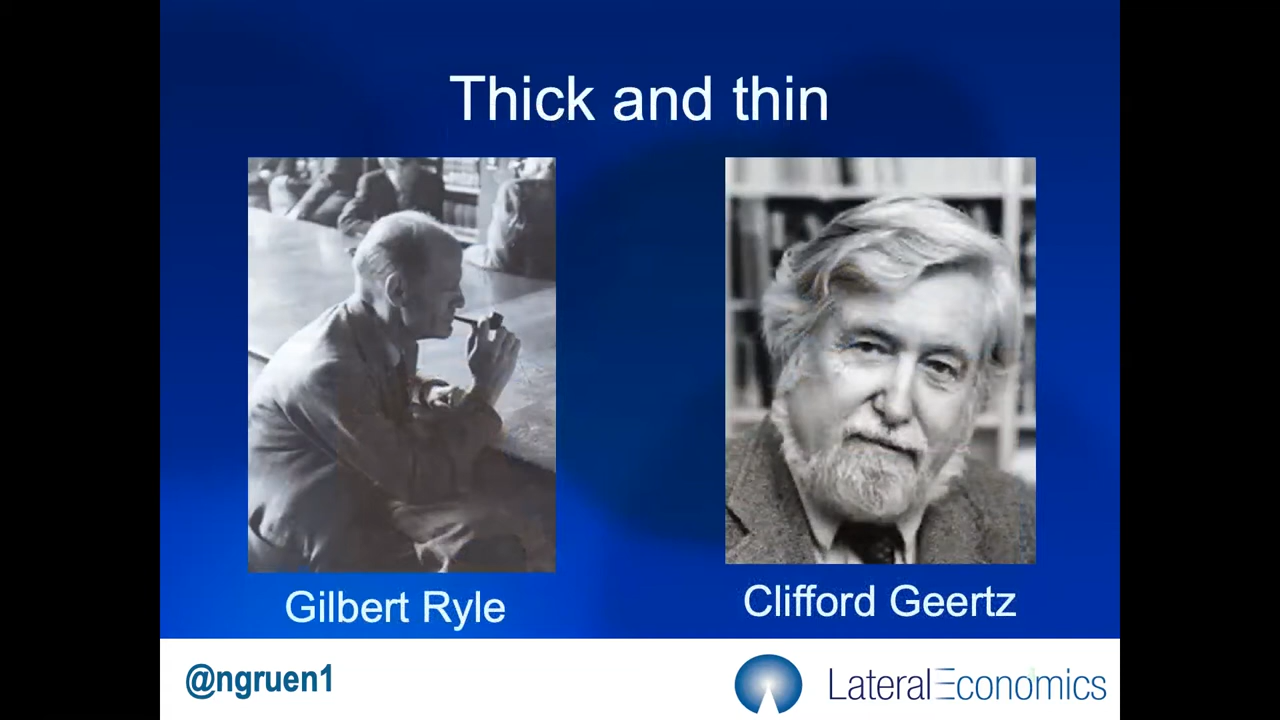 Thick and thin
Gilbert Ryle
Clifford Geertz
@ngruen1
LateralEconomics